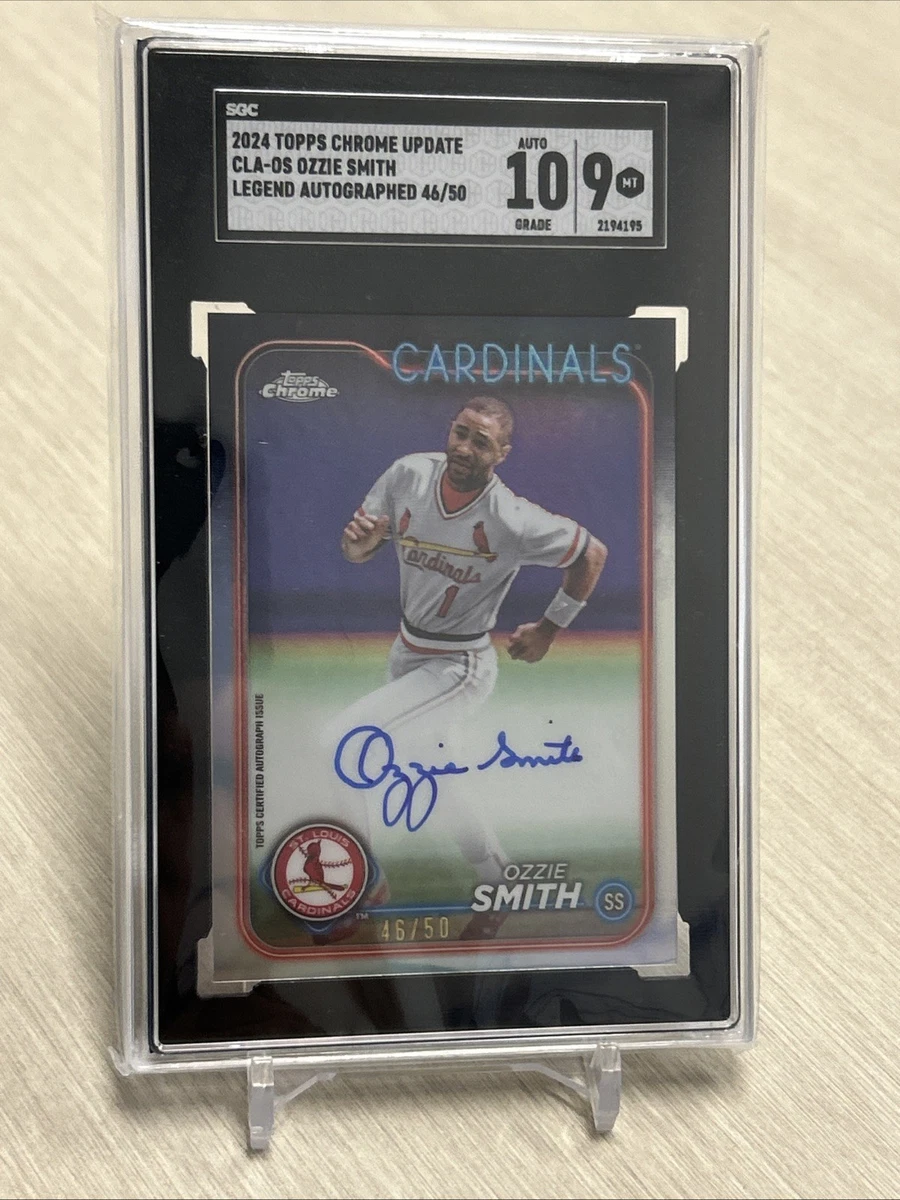 SGC
2024 TOPPS CHROME UPDATE
CLA-OS OZZIE SMITH
LEGEND AUTOGRAPHED 46/50
AUTO
10
GRADE
9 MT
2194195
CARDINALS
Topps
Chrome
Cardinals
1
TOPPS CERTIFIED AUTOGRAPH ISSUE
Ozzie Smith
ST. LOUIS
CARDINALS
TM
OZZIE
SMITH
SS
46/50